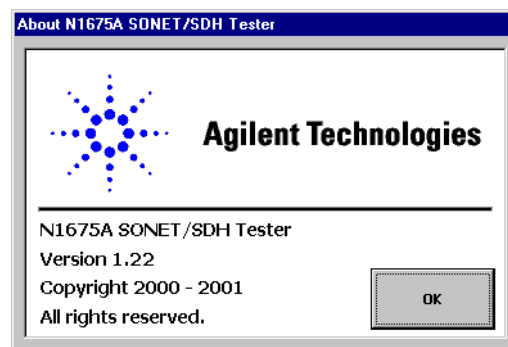 About N1675A SONET/SDH Tester
Agilent Technologies
N1675A SONET/SDH Tester
Version 1.22
Copyright 2000 - 2001
All rights reserved.
OK